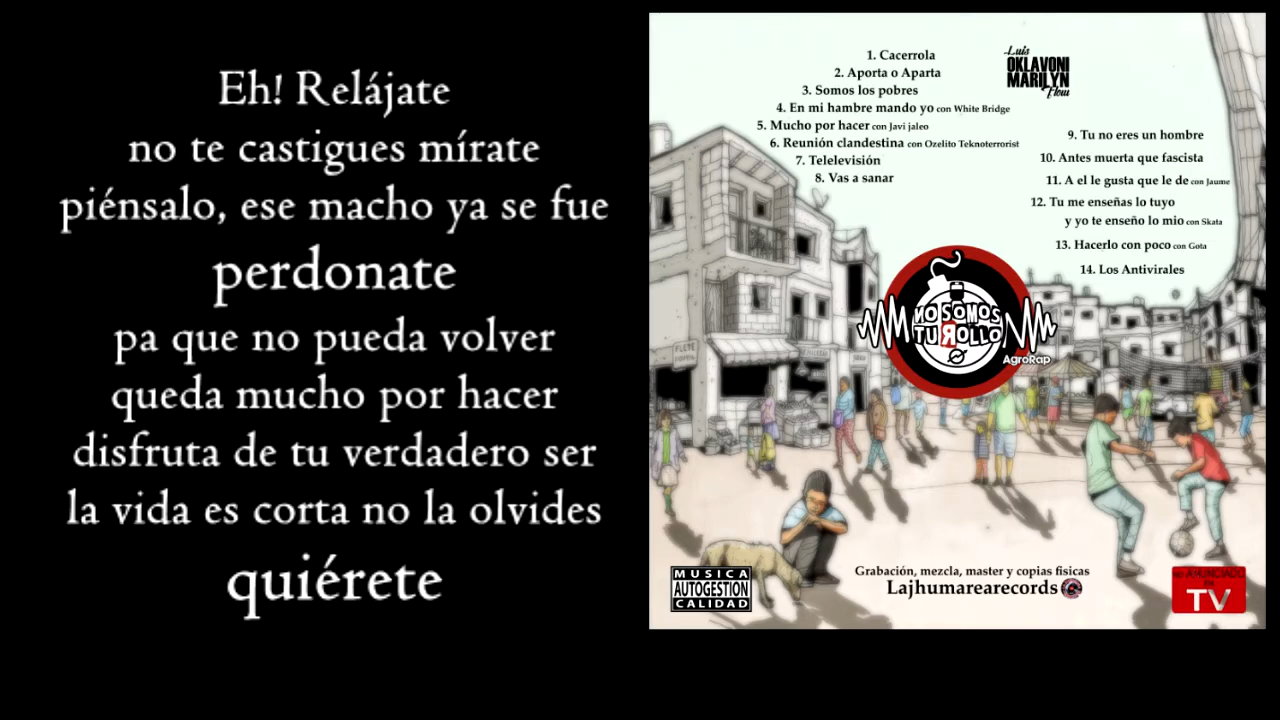 Eh! Relájate
no te castigues mírate
piénsalo, ese macho ya se fue
perdonate
pa que no pueda volver
queda mucho por hacer
disfruta de tu verdadero ser
la vida es corta no la olvides
quiérete
1. Cacerrola
2. Aporta o Aparta
3. Somos los pobres
4. En mi hambre mando yo con White Bridge
5. Mucho por hacer con Javi jaleo
6. Reunión clandestina con Ozelito Teknoterrorist
7. Telelevisión
8. Vas a sanar
Luis
OKLAVONI
MARILYN
Flow
9. Tu no eres un hombre
10. Antes muerta que fascista
11. A el le gusta que le de con Jaume
12. Tu me enseñas lo tuyo
y yo te enseño lo mio con Skata
13. Hacerlo con poco con Gota
14. Los Antivirales
NO SOMOS
TU ROLLO
AgroRap
FLETE
Grabación, mezcla, master y copias fisicas
Lajhumarearecords
MUSICA
AUTOGESTION
CALIDAD
NO ANUNCIADO
EN
TV